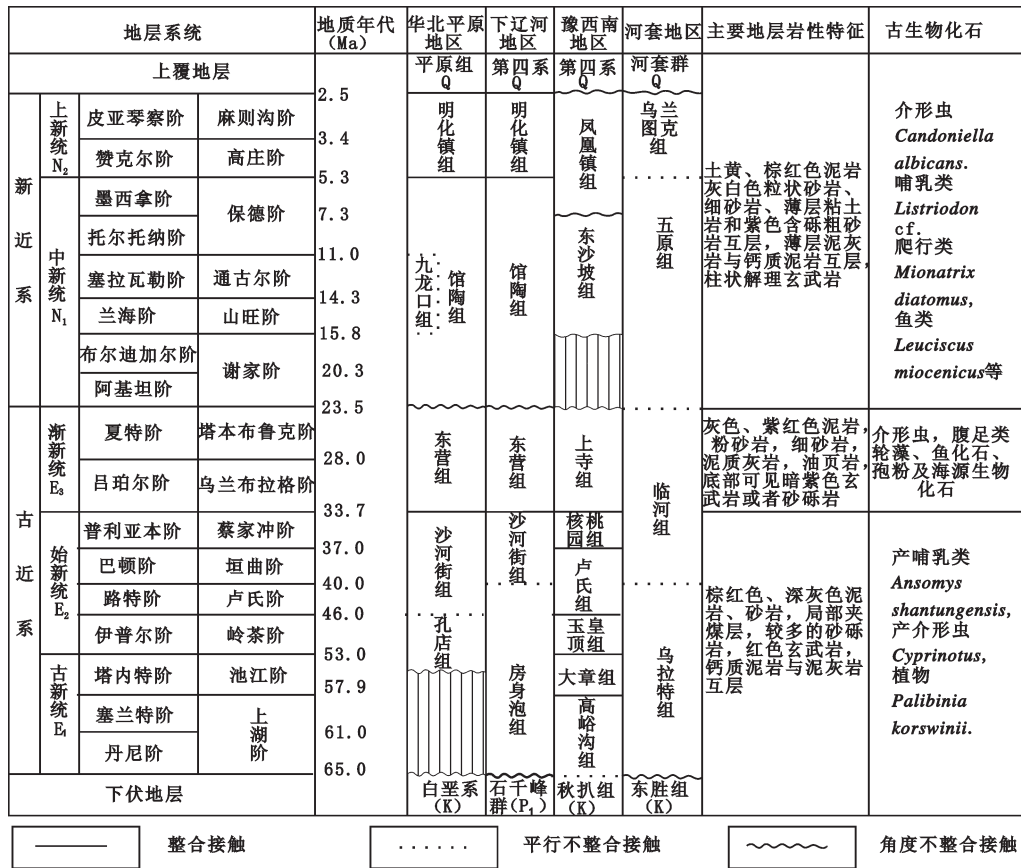 地层系统
地质年代
(Ma)
华北平原
地区
下辽河
地区
豫西南
地区
河套地区
主要地层岩性特征
古生物化石
上覆地层
平原组
Q
第四系
Q
第四系
Q
河套群
Q
新近系
上新统N₂
皮亚琴察阶
麻则沟阶
赞克尔阶
高庄阶
中新统N₁
墨西拿阶
保德阶
托尔托纳阶
塞拉瓦勒阶
通古尔阶
兰海阶
山旺阶
布尔迪加尔阶
谢家阶
阿基坦阶
古近系
渐新统E₃
夏特阶
塔本布鲁克阶
吕珀尔阶
乌兰布拉格阶
始新统E₂
普利亚本阶
蔡家冲阶
巴顿阶
垣曲阶
路特阶
卢氏阶
伊普尔阶
岭茶阶
古新统E₁
塔内特阶
池江阶
塞兰特阶
上湖阶
丹尼阶
2.5
3.4
5.3
7.3
11.0
14.3
15.8
20.3
23.5
28.0
33.7
37.0
40.0
46.0
53.0
57.9
61.0
65.0
明化镇组
九龙口组
馆陶组
东营组
沙河街组
孔店组
明化镇组
馆陶组
东营组
沙河街组
房身泡组
凤凰镇组
东沙坡组
上寺组
核桃
园组
卢氏组
玉皇
顶组
大章组
高峪沟组
乌兰
图克
组
五原组
临河组
乌拉特组
土黄、棕红色泥岩
灰白色粒状砂岩、
细砂岩、薄层粘土
岩和紫色含砾粗砂
岩互层，薄层泥灰
岩与钙质泥岩互层，
柱状解理玄武岩
灰色、紫红色泥岩，
粉砂岩，细砂岩，
泥质灰岩，油页岩，
底部可见暗紫色玄
武岩或者砂砾岩
棕红色、深灰色泥
岩、砂岩，局部夹
煤层，较多的砂砾
岩，红色玄武岩，
钙质泥岩与泥灰岩
互层
介形虫
Candoniella
albicans.
哺乳类
Listriodon
cf.
爬行类
Mionatrix
diatomus,
鱼类
Leuciscus
miocenicus等
介形虫，腹足类
轮藻、鱼化石、
孢粉及海源生物
化石
产哺乳类
Ansomys
shantungensis,
产介形虫
Cyprinotus,
植物
Palibinia
korswinii.
下伏地层
白垩系
(K)
石千峰
群(P₁)
秋扒组
(K)
东胜组
(K)
整合接触
平行不整合接触
角度不整合接触